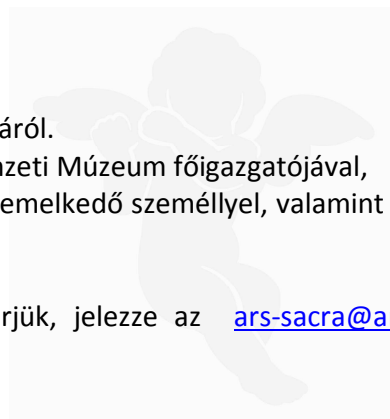 áról.
nzeti Múzeum főigazgatójával,
emelkedő személlyel, valamint
rjük, jelezze az ars-sacra@a